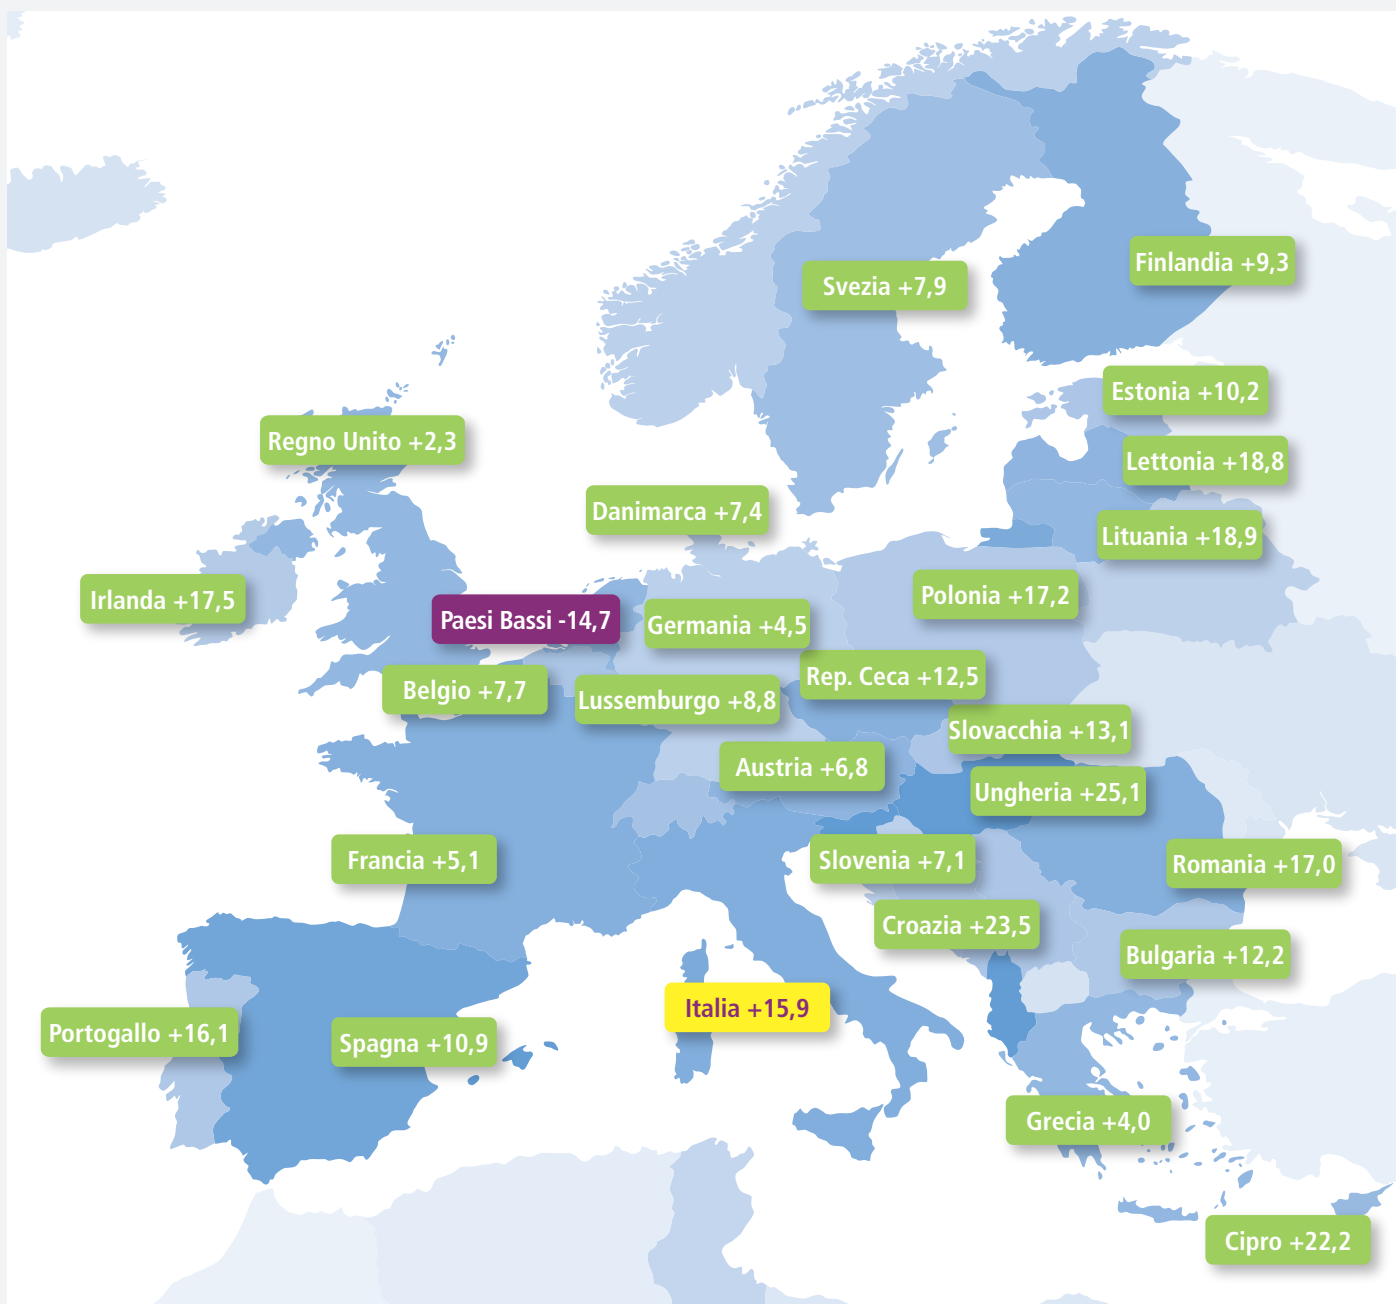 Finlandia +9,3
Svezia +7,9
Estonia +10,2
Regno Unito +2,3
Lettonia +18,8
Danimarca +7,4
Lituania +18,9
Irlanda +17,5
Polonia +17,2
Paesi Bassi -14,7
Germania +4,5
Rep. Ceca +12,5
Belgio +7,7
Lussemburgo +8,8
Slovacchia +13,1
Austria +6,8
Ungheria +25,1
Francia +5,1
Slovenia +7,1
Romania +17,0
Croazia +23,5
Bulgaria +12,2
Italia +15,9
Portogallo +16,1
Spagna +10,9
Grecia +4,0
Cipro +22,2